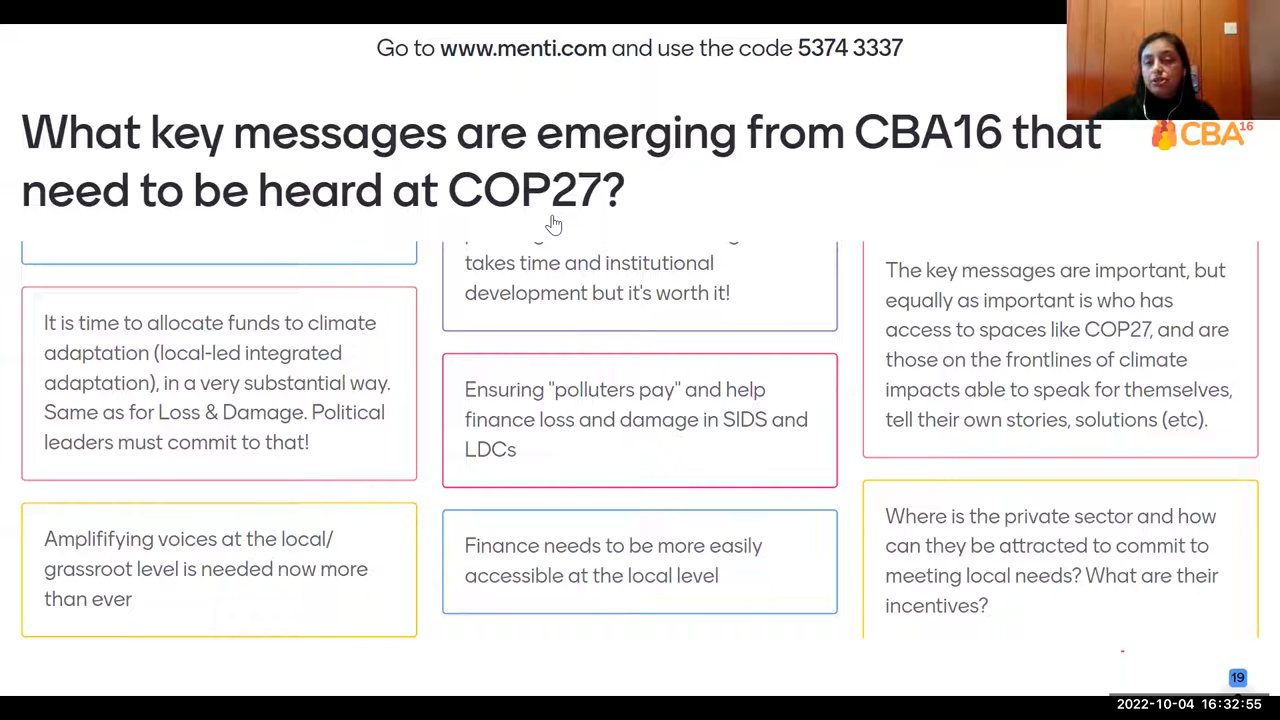 Go to www.menti.com and use the code 5374 3337
What key messages are emerging from CBA16 that
need to be heard at COP27?
CBA16
It is time to allocate funds to climate
adaptation (local-led integrated
adaptation), in a very substantial way.
Same as for Loss & Damage. Political
leaders must commit to that!
Amplififying voices at the local/
grassroot level is needed now more
than ever
takes time and institutional
development but it's worth it!
Ensuring "polluters pay" and help
finance loss and damage in SIDS and
LDCs
Finance needs to be more easily
accessible at the local level
The key messages are important, but
equally as important is who has
access to spaces like COP27, and are
those on the frontlines of climate
impacts able to speak for themselves,
tell their own stories, solutions (etc).
Where is the private sector and how
can they be attracted to commit to
meeting local needs? What are their
incentives?
19
2022-10-04 16:32:55